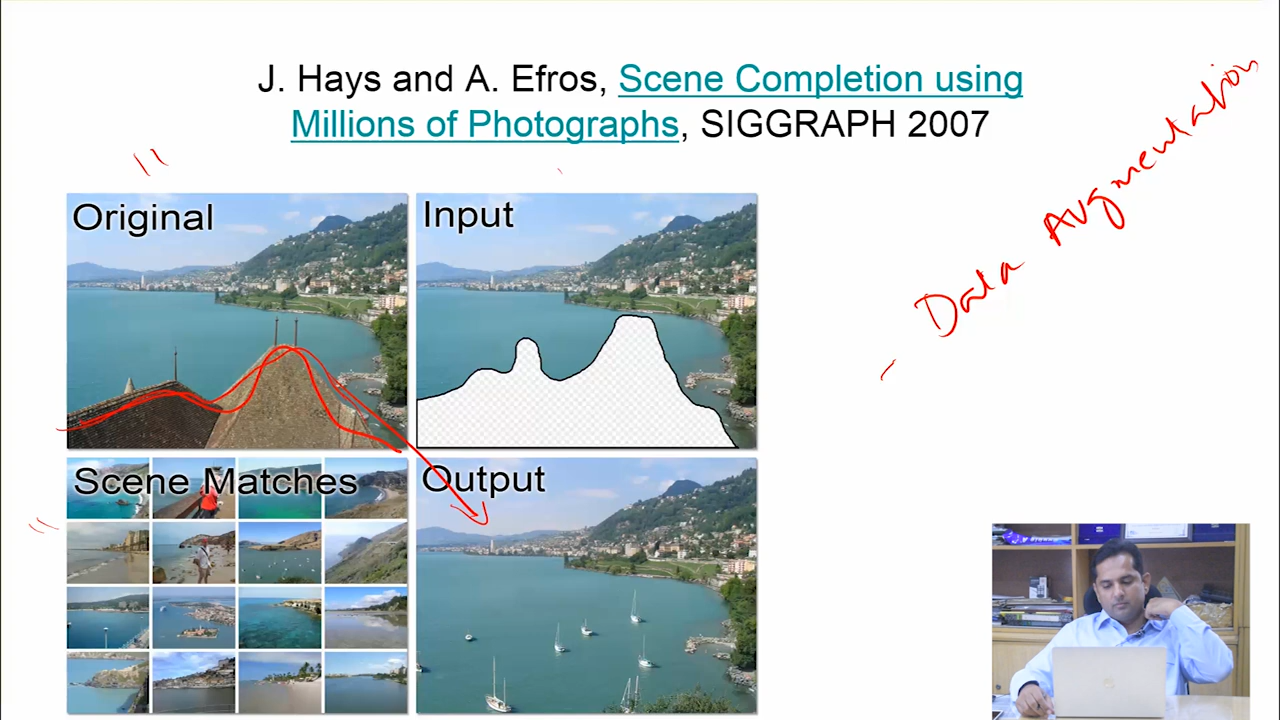 J. Hays and A. Efros, Scene Completion using
Millions of Photographs, SIGGRAPH 2007
Original
Input
Scene Matches
Output
- Data Augmentation